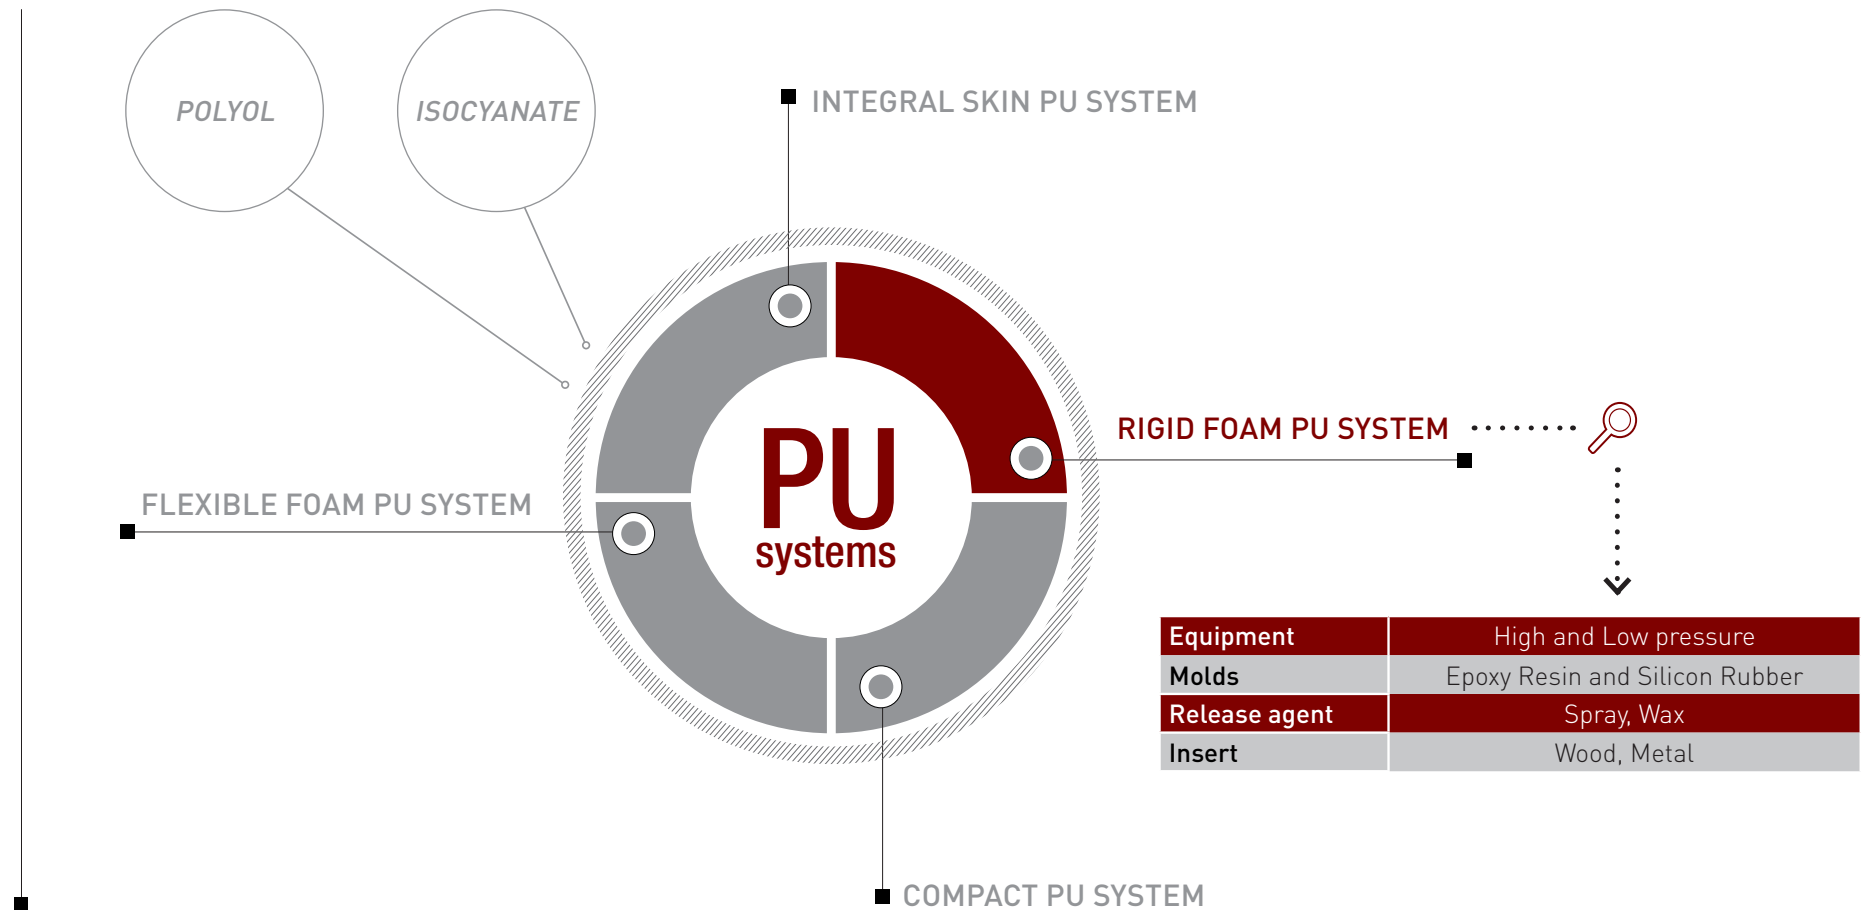 POLYOL
ISOCYANATE
INTEGRAL SKIN PU SYSTEM
RIGID FOAM PU SYSTEM
FLEXIBLE FOAM PU SYSTEM
PU
systems
Equipment High and Low pressure
Molds Epoxy Resin and Silicon Rubber
Release agent Spray, Wax
Insert Wood, Metal
COMPACT PU SYSTEM